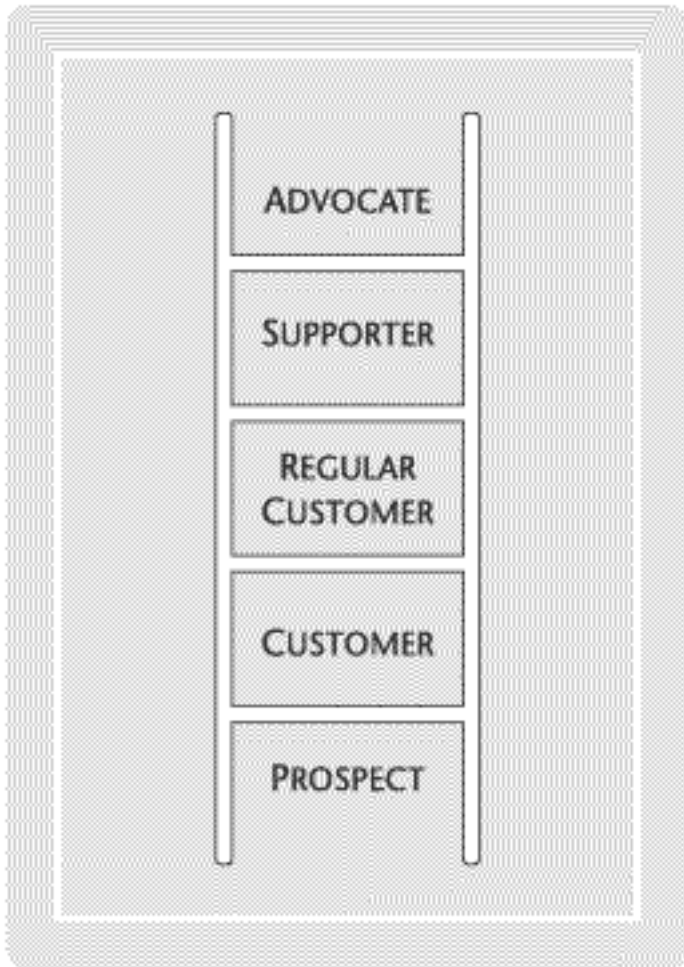 ADVOCATE
SUPPORTER
REGULAR
CUSTOMER
CUSTOMER
PROSPECT